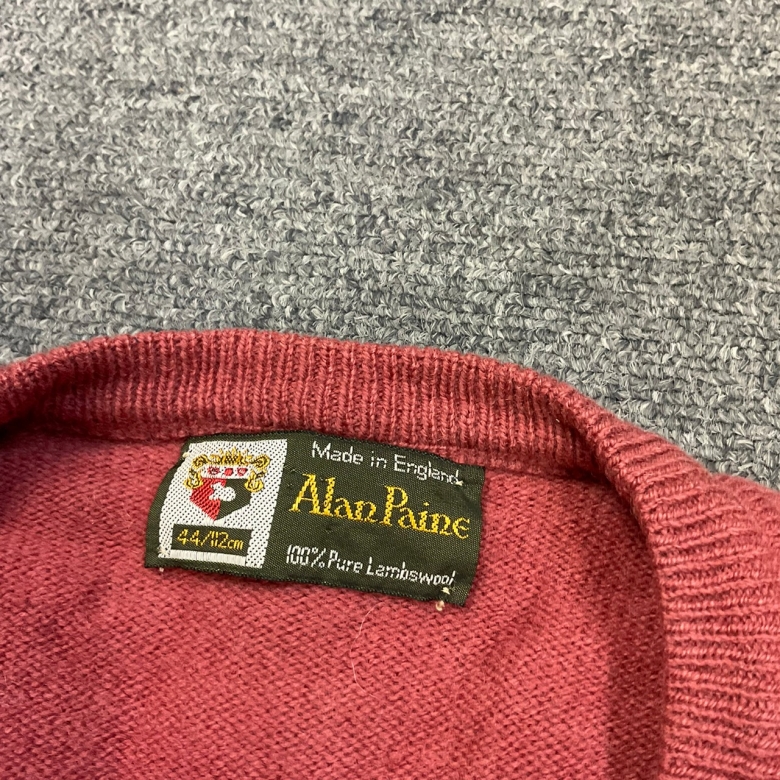 Made in England
Alan Paine
44/112cm
100% Pure Lambswool